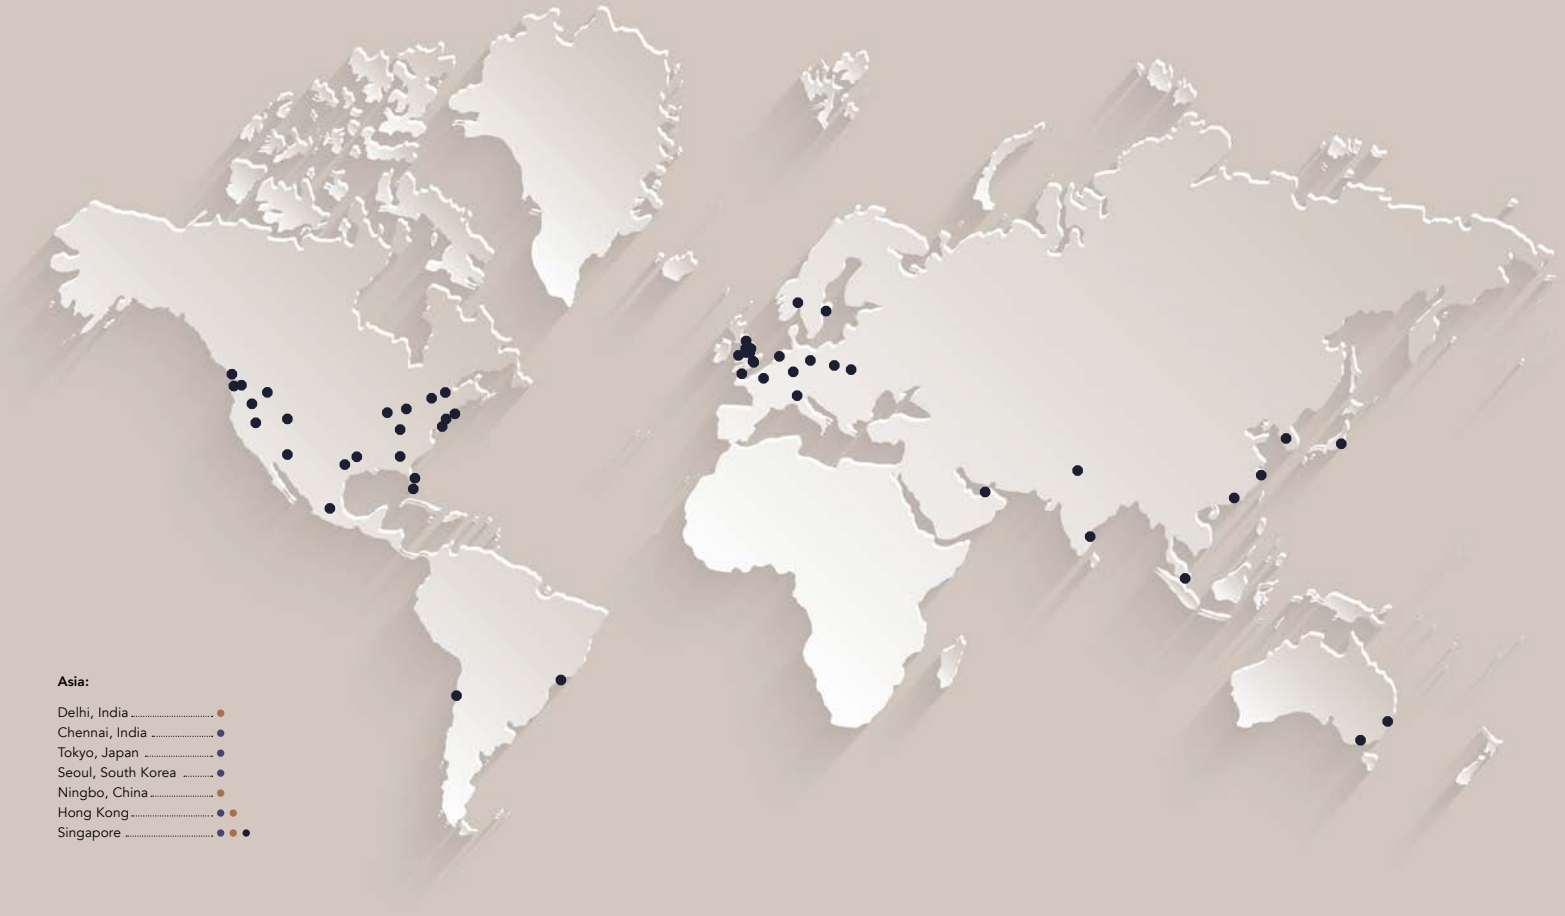 Asia:
Delhi, India
Chennai, India
Tokyo, Japan
Seoul, South Korea
Ningbo, China
Hong Kong
Singapore